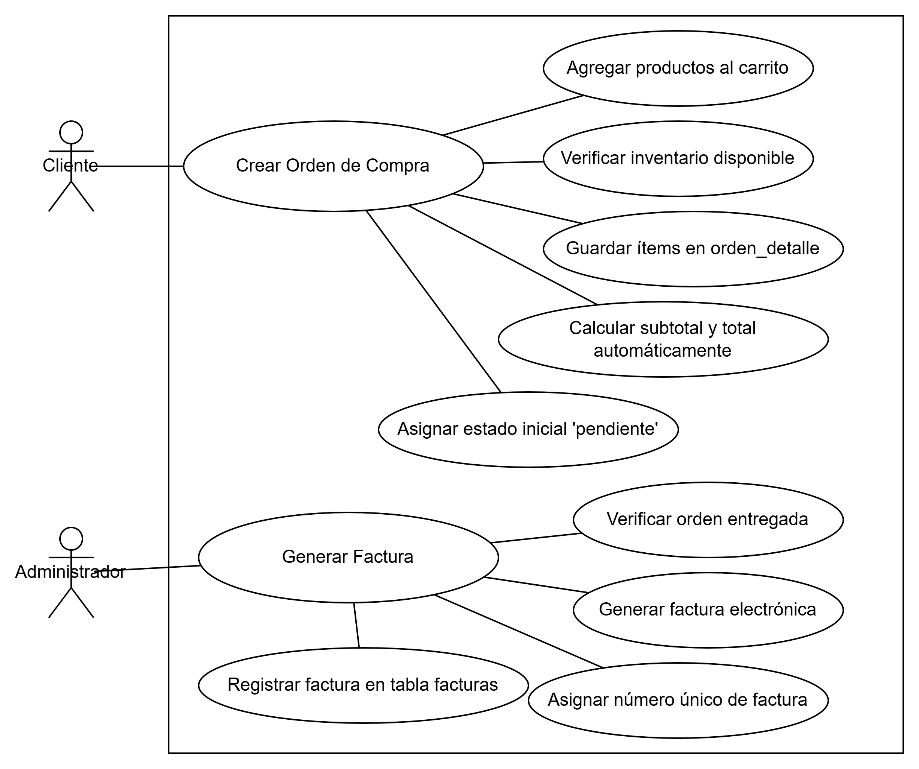 Agregar productos al carrito
Cliente
Crear Orden de Compra
Verificar inventario disponible
Guardar ítems en orden_detalle
Calcular subtotal y total
automáticamente
Asignar estado inicial 'pendiente'
Verificar orden entregada
Administrador
Generar Factura
Generar factura electrónica
Registrar factura en tabla facturas
Asignar número único de factura